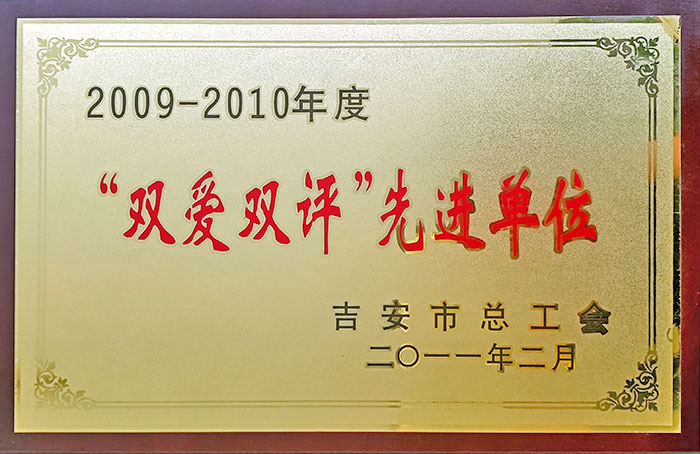 2009-2010年度
“双爱双评”先进单位
吉安市总工会
二〇一一年二月